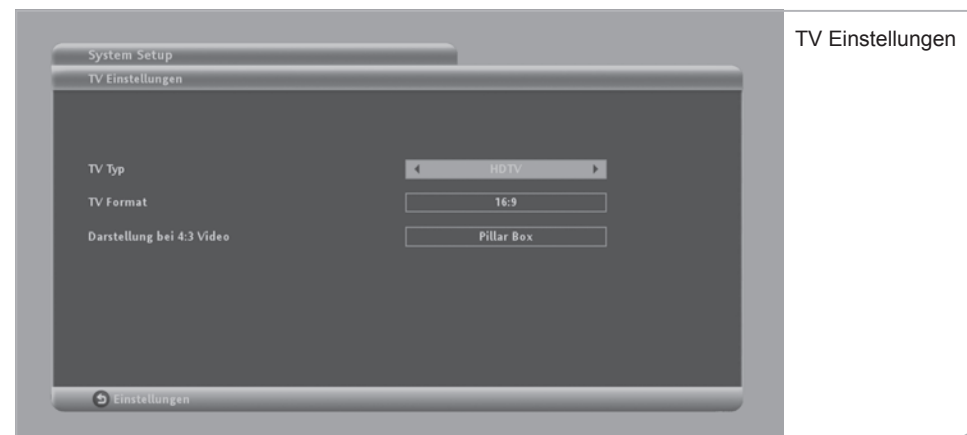 System Setup
TV Einstellungen
TV Typ
HDTV
TV Format
16:9
Darstellung bei 4:3 Video
Pillar Box
Einstellungen
TV Einstellungen